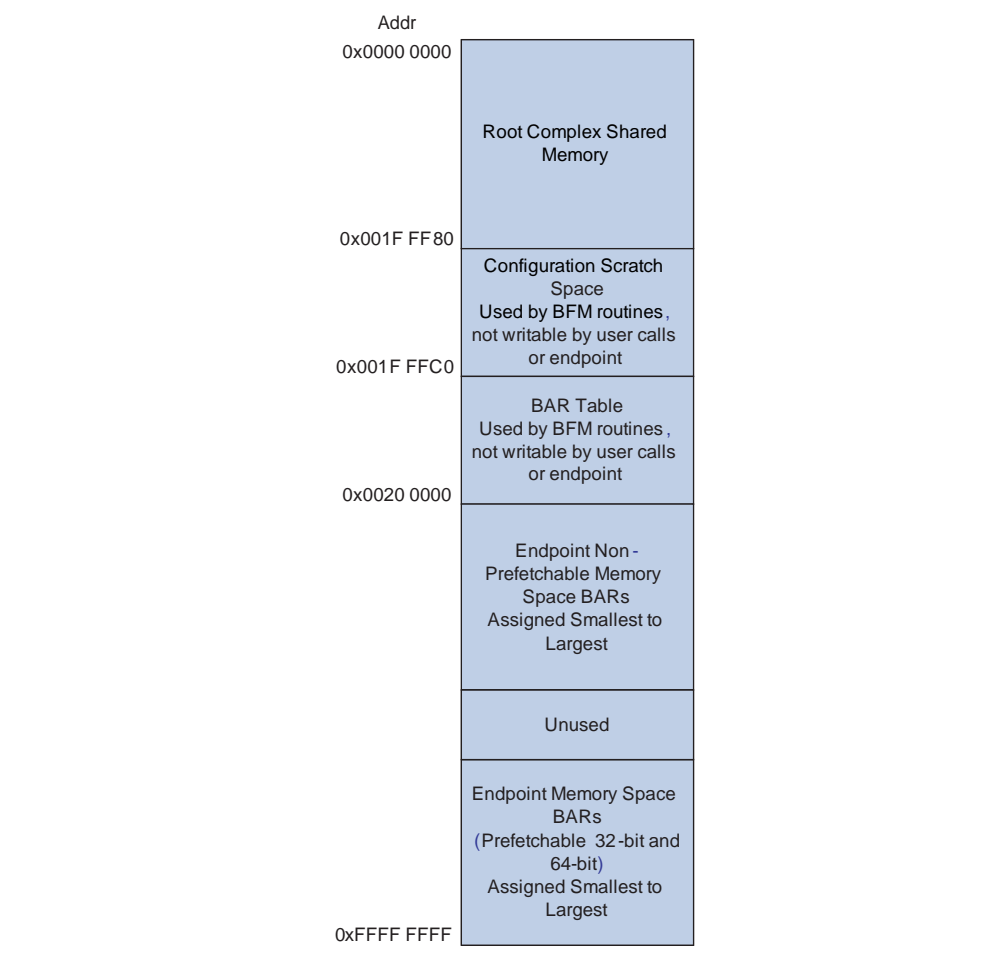 Addr
0x0000 0000
Root Complex Shared
Memory
0x001F FF80
Configuration Scratch
Space
Used by BFM routines,
not writable by user calls
or endpoint
0x001F FFC0
BAR Table
Used by BFM routines,
not writable by user calls
or endpoint
0x0020 0000
Endpoint Non-
Prefetchable Memory
Space BARs
Assigned Smallest to
Largest
Unused
Endpoint Memory Space
BARs
(Prefetchable 32-bit and
64-bit)
Assigned Smallest to
Largest
0xFFFF FFFF